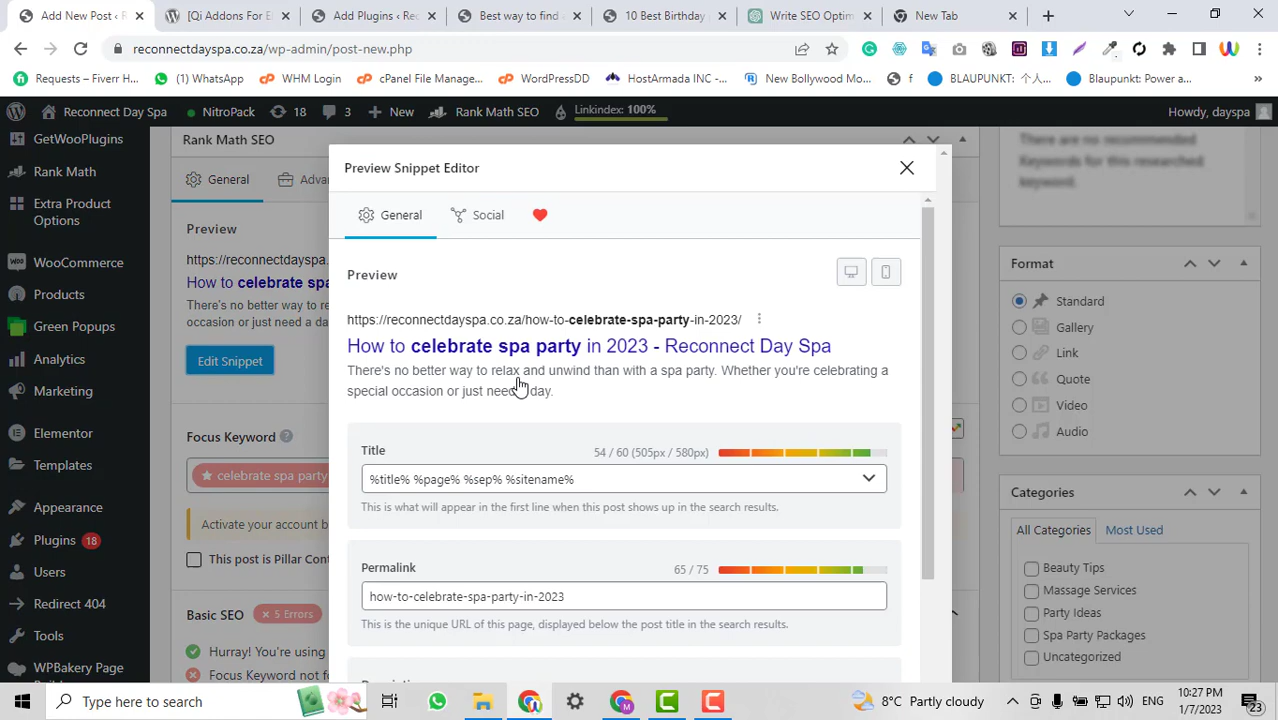 Add New Post ‹ R
[Qi Addons For El
Add Plugins ‹ Rec
Best way to find
10 Best Birthday
Write SEO Optim
New Tab
reconnectdayspa.co.za/wp-admin/post-new.php
Requests – Fiverr H...
(1) WhatsApp
WHM Login
cPanel File Manage...
WordPressDD
HostArmada INC -...
New Bollywood Mo...
f
BLAUPUNKT: 个人...
Blaupunkt: Power a...
Reconnect Day Spa
NitroPack
18
3
New
Rank Math SEO
Linkindex: 100%
Howdy, dayspa
GetWooPlugins
Rank Math
Extra Product
Options
WooCommerce
Products
Green Popups
Analytics
Marketing
Elementor
Templates
Appearance
Plugins 18
Users
Redirect 404
Tools
WPBakery Page
Rank Math SEO
General
Adva
Preview
https://reconnectdayspa.
How to celebrate spa
There's no better way to
occasion or just need a d
Edit Snippet
Focus Keyword
celebrate spa party
Activate your account b
This post is Pillar Cont
Basic SEO
5 Errors
Hurray! You're using
Focus Keyword not f
Preview Snippet Editor
General
Social
Preview
https://reconnectdayspa.co.za/how-to-celebrate-spa-party-in-2023/
How to celebrate spa party in 2023 - Reconnect Day Spa
There's no better way to relax and unwind than with a spa party. Whether you're celebrating a
special occasion or just need a day.
Title
54 / 60 (505px / 580px)
%title% %page% %sep% %sitename%
This is what will appear in the first line when this post shows up in the search results.
Permalink
65 / 75
how-to-celebrate-spa-party-in-2023
This is the unique URL of this page, displayed below the post title in the search results.
There are no recommended
Keywords for this researched
keyword.
Format
Standard
Gallery
Link
Quote
Video
Audio
Categories
All Categories
Most Used
Beauty Tips
Massage Services
Party Ideas
Spa Party Packages
Uncategorized
Type here to search
8°C Partly cloudy
ENG
10:27 PM
1/7/2023
23